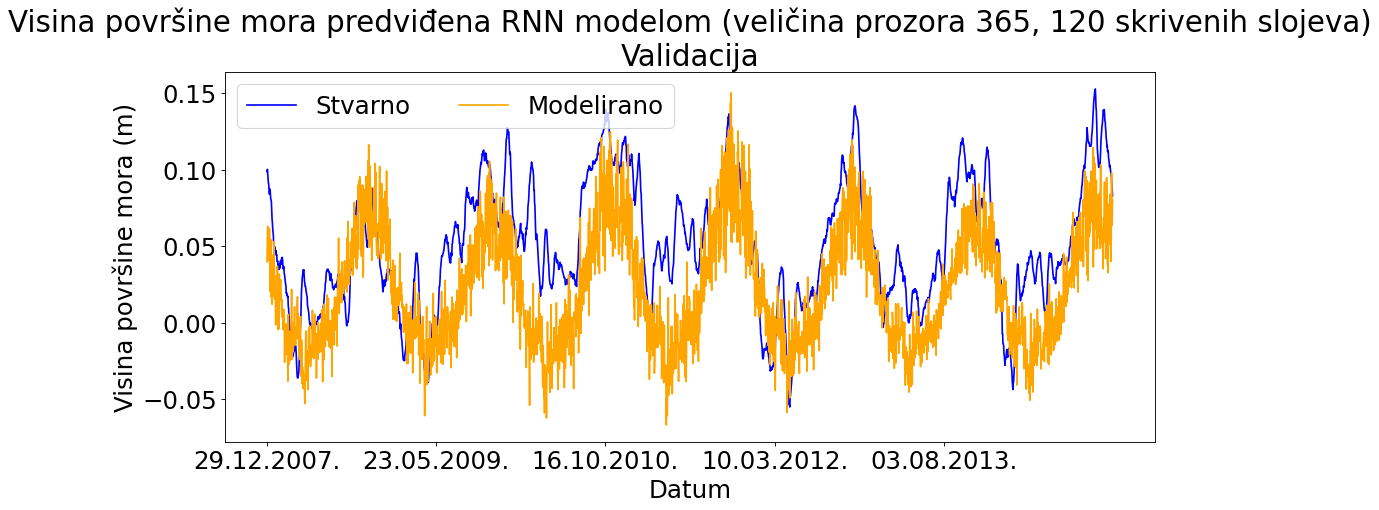 Visina površine mora predviđena RNN modelom (veličina prozora 365, 120 skrivenih slojeva)
Validacija
Stvarno
Modelirano
Visina površine mora (m)
0.15
0.10
0.05
0.00
−0.05
29.12.2007.
23.05.2009.
16.10.2010.
10.03.2012.
03.08.2013.
Datum